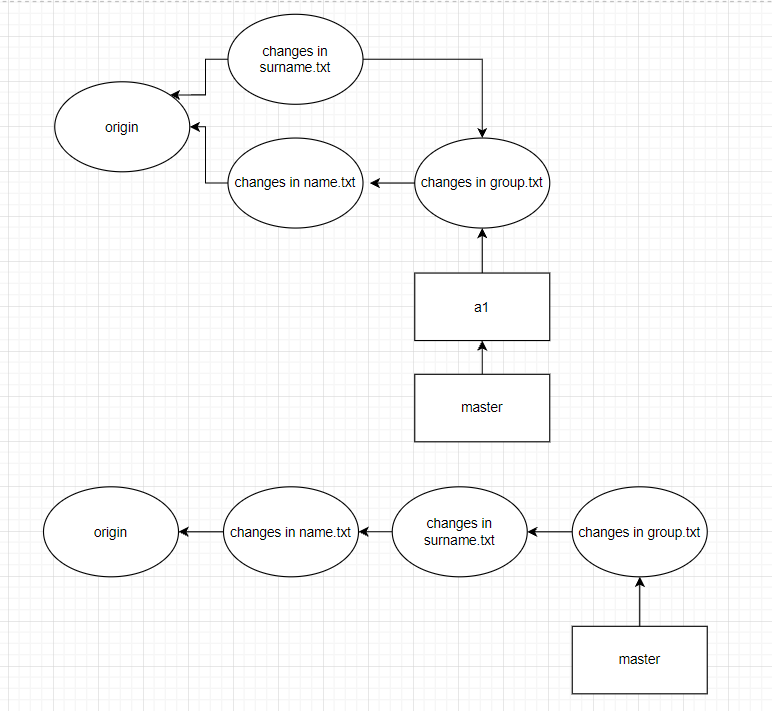 changes in
surname.txt
origin
changes in name.txt
changes in group.txt
a1
master
origin
changes in name.txt
changes in
surname.txt
changes in group.txt
master